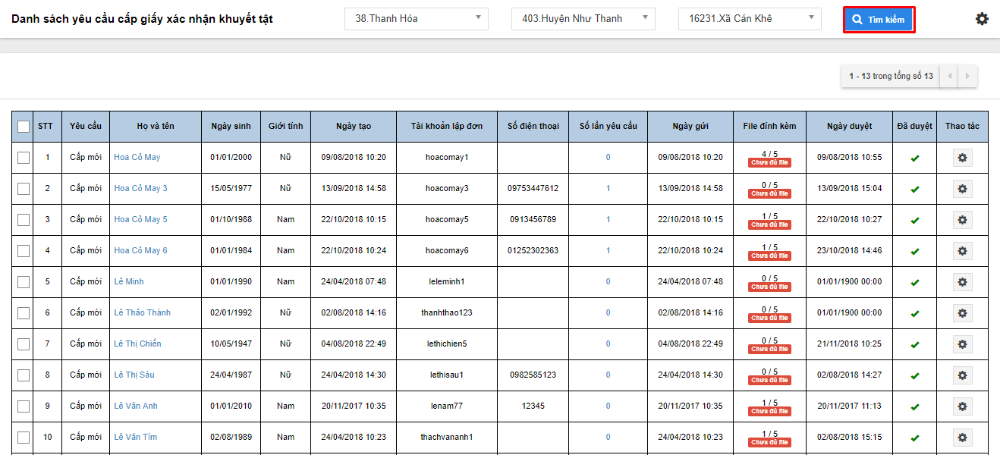 Danh sách yêu cầu cấp giấy xác nhận khuyết tật 38.Thanh Hóa 403.Huyện Như Thanh 16231.Xã Cán Khê Tìm kiếm
1 - 13 trong tổng số 13
STT Yêu cầu Họ và tên Ngày sinh Giới tính Ngày tạo Tài khoản lập đơn Số điện thoại Số lần yêu cầu Ngày gửi File đính kèm Ngày duyệt Đã duyệt Thao tác
1 Cấp mới Hoa Cỏ May 01/01/2000 Nữ 09/08/2018 10:20 hoacomay1 0 09/08/2018 10:20 4 / 5 Chưa đủ file 09/08/2018 10:55
2 Cấp mới Hoa Cỏ May 3 15/05/1977 Nữ 13/09/2018 14:58 hoacomay3 09753447612 1 13/09/2018 14:58 0 / 5 Chưa đủ file 13/09/2018 15:04
3 Cấp mới Hoa Cỏ May 5 01/10/1988 Nam 22/10/2018 10:15 hoacomay5 0913456789 1 22/10/2018 10:15 1 / 5 Chưa đủ file 22/10/2018 10:27
4 Cấp mới Hoa Cỏ May 6 01/01/1984 Nam 22/10/2018 10:24 hoacomay6 01252302363 1 22/10/2018 10:24 1 / 5 Chưa đủ file 23/10/2018 14:46
5 Cấp mới Lê Minh 01/01/1990 Nam 24/04/2018 07:48 leleminh1 0 24/04/2018 07:48 0 / 5 Chưa đủ file 01/01/1900 00:00
6 Cấp mới Lê Thảo Thành 02/01/1992 Nữ 02/08/2018 14:16 thanhthao123 0 02/08/2018 14:16 0 / 5 Chưa đủ file 01/01/1900 00:00
7 Cấp mới Lê Thị Chiến 10/05/1947 Nữ 04/08/2018 22:49 lethichien5 0 04/08/2018 22:49 0 / 5 Chưa đủ file 21/11/2018 10:25
8 Cấp mới Lê Thị Sáu 24/04/1987 Nữ 24/04/2018 14:30 lethisau1 0982585123 0 24/04/2018 14:30 0 / 5 Chưa đủ file 02/08/2018 14:27
9 Cấp mới Lê Văn Anh 01/01/2010 Nam 20/11/2017 10:35 lenam77 12345 0 20/11/2017 10:35 1 / 5 Chưa đủ file 20/11/2017 11:13
10 Cấp mới Lê Văn Tìm 02/08/1989 Nam 24/04/2018 10:23 thachvananh1 0 24/04/2018 10:23 1 / 5 Chưa đủ file 02/08/2018 15:15